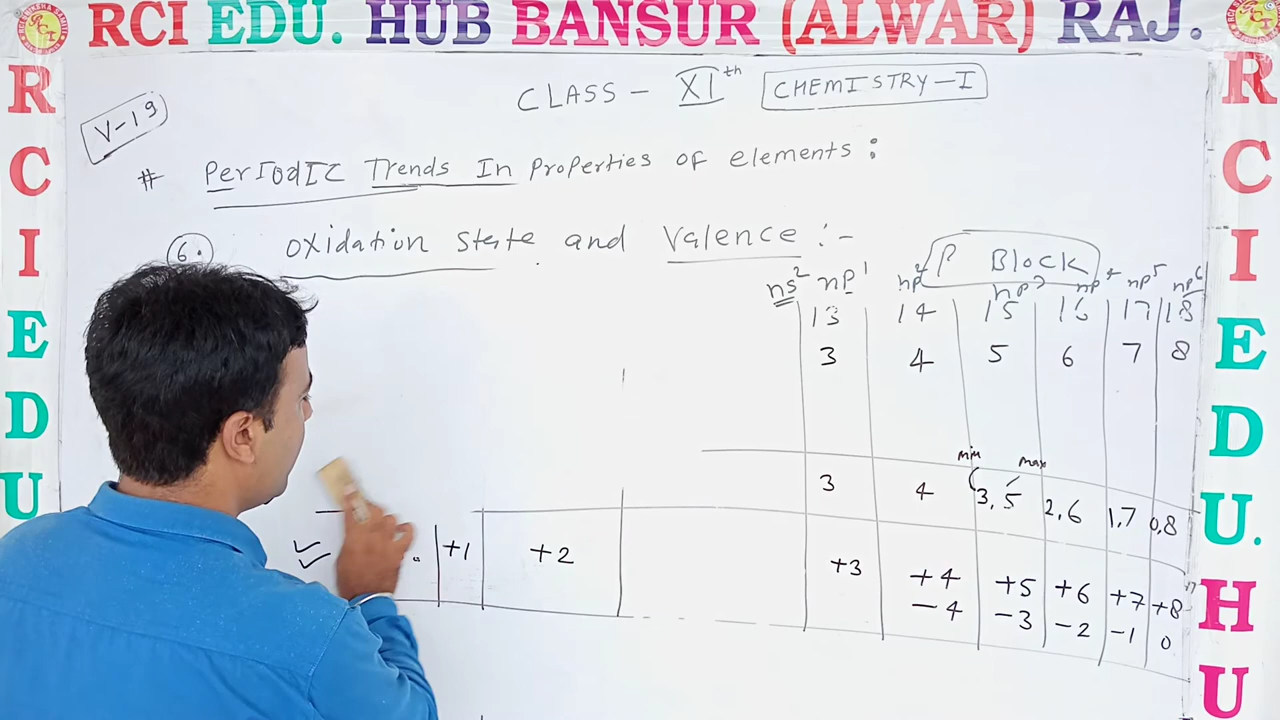 RCI EDU. HUB BANSUR (ALWAR) RAJ.
R
C
I
E
D
U
R
C
I
E
D
U.
H
U
CLASS - XIth CHEMISTRY-I
V-19
# PerIodIC Trends In Properties of elements:
6. Oxidation state and Valence :-
P Block
ns² np¹ np² np³ np⁴ np⁵ np⁶
13 14 15 16 17 18
3 4 5 6 7 8
min max
3 4 3,5 2,6 1,7 0,8
+1 +2 +3 +4 +5 +6 +7 +8
-4 -3 -2 -1 0